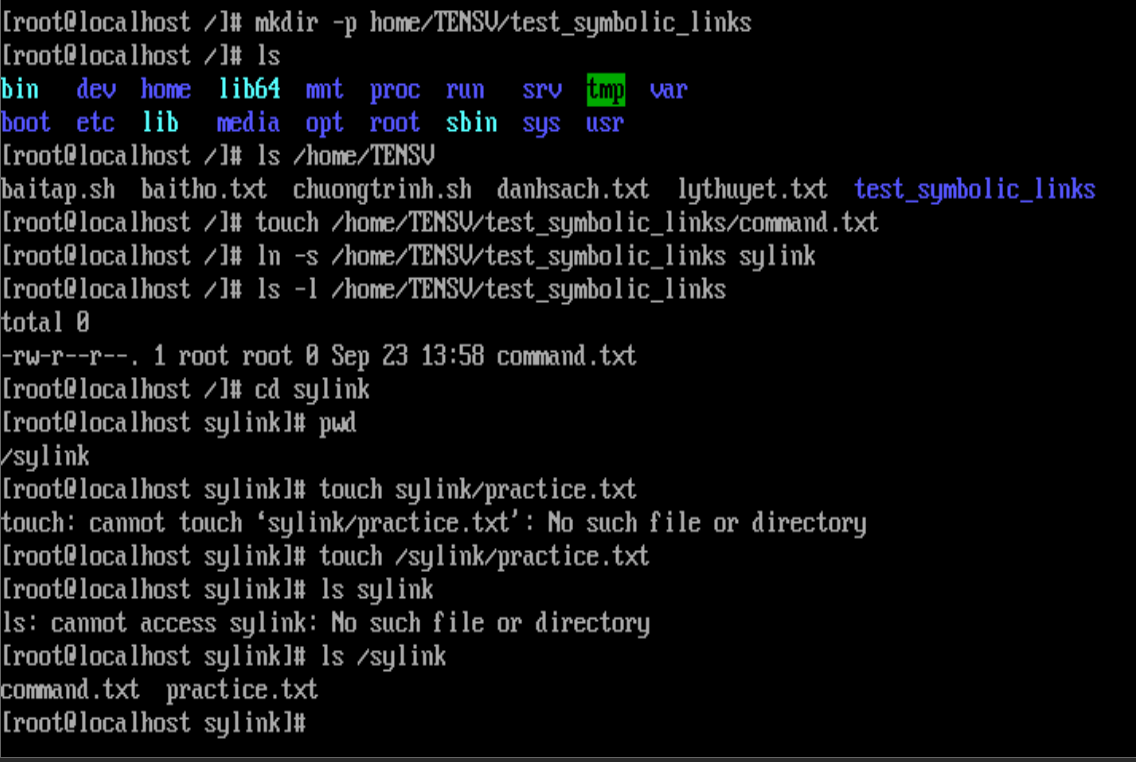 [root@localhost /]# mkdir -p home/TENSV/test_symbolic_links
[root@localhost /]# ls
bin dev home lib64 mnt proc run srv tmp var
boot etc lib media opt root sbin sys usr
[root@localhost /]# ls /home/TENSV
baitap.sh baitho.txt chuongtrinh.sh danhsach.txt lythuyet.txt test_symbolic_links
[root@localhost /]# touch /home/TENSV/test_symbolic_links/command.txt
[root@localhost /]# ln -s /home/TENSV/test_symbolic_links sylink
[root@localhost /]# ls -l /home/TENSV/test_symbolic_links
total 0
-rw-r--r--. 1 root root 0 Sep 23 13:58 command.txt
[root@localhost /]# cd sylink
[root@localhost sylink]# pwd
/sylink
[root@localhost sylink]# touch sylink/practice.txt
touch: cannot touch ‘sylink/practice.txt’: No such file or directory
[root@localhost sylink]# touch /sylink/practice.txt
[root@localhost sylink]# ls sylink
ls: cannot access sylink: No such file or directory
[root@localhost sylink]# ls /sylink
command.txt practice.txt
[root@localhost sylink]#